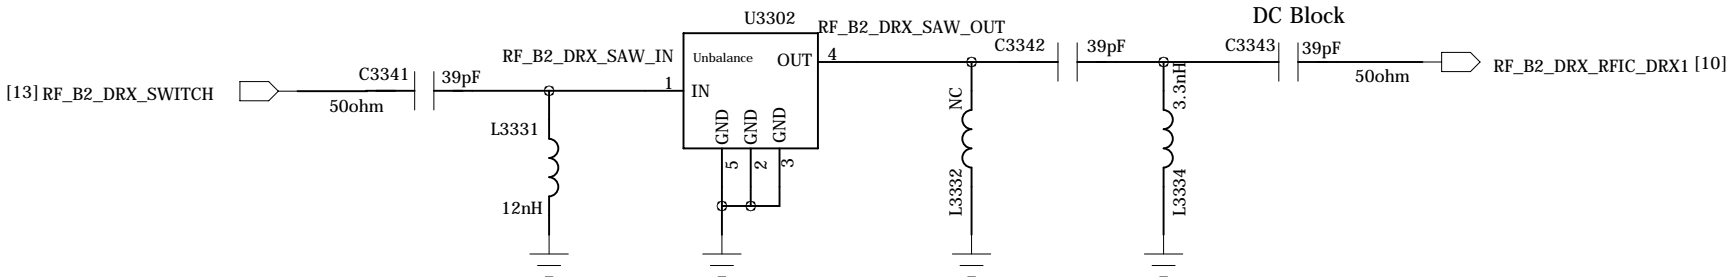 DC Block
U3302
RF_B2_DRX_SAW_OUT
C3342
39pF
C3343
39pF
RF_B2_DRX_SAW_IN
Unbalance
OUT
4
C3341
39pF
50ohm
RF_B2_DRX_RFIC_DRX1 [10]
[13] RF_B2_DRX_SWITCH
50ohm
1
IN
NC
3.3nH
L3331
GND
GND
GND
5
2
3
12nH
L3332
L3334